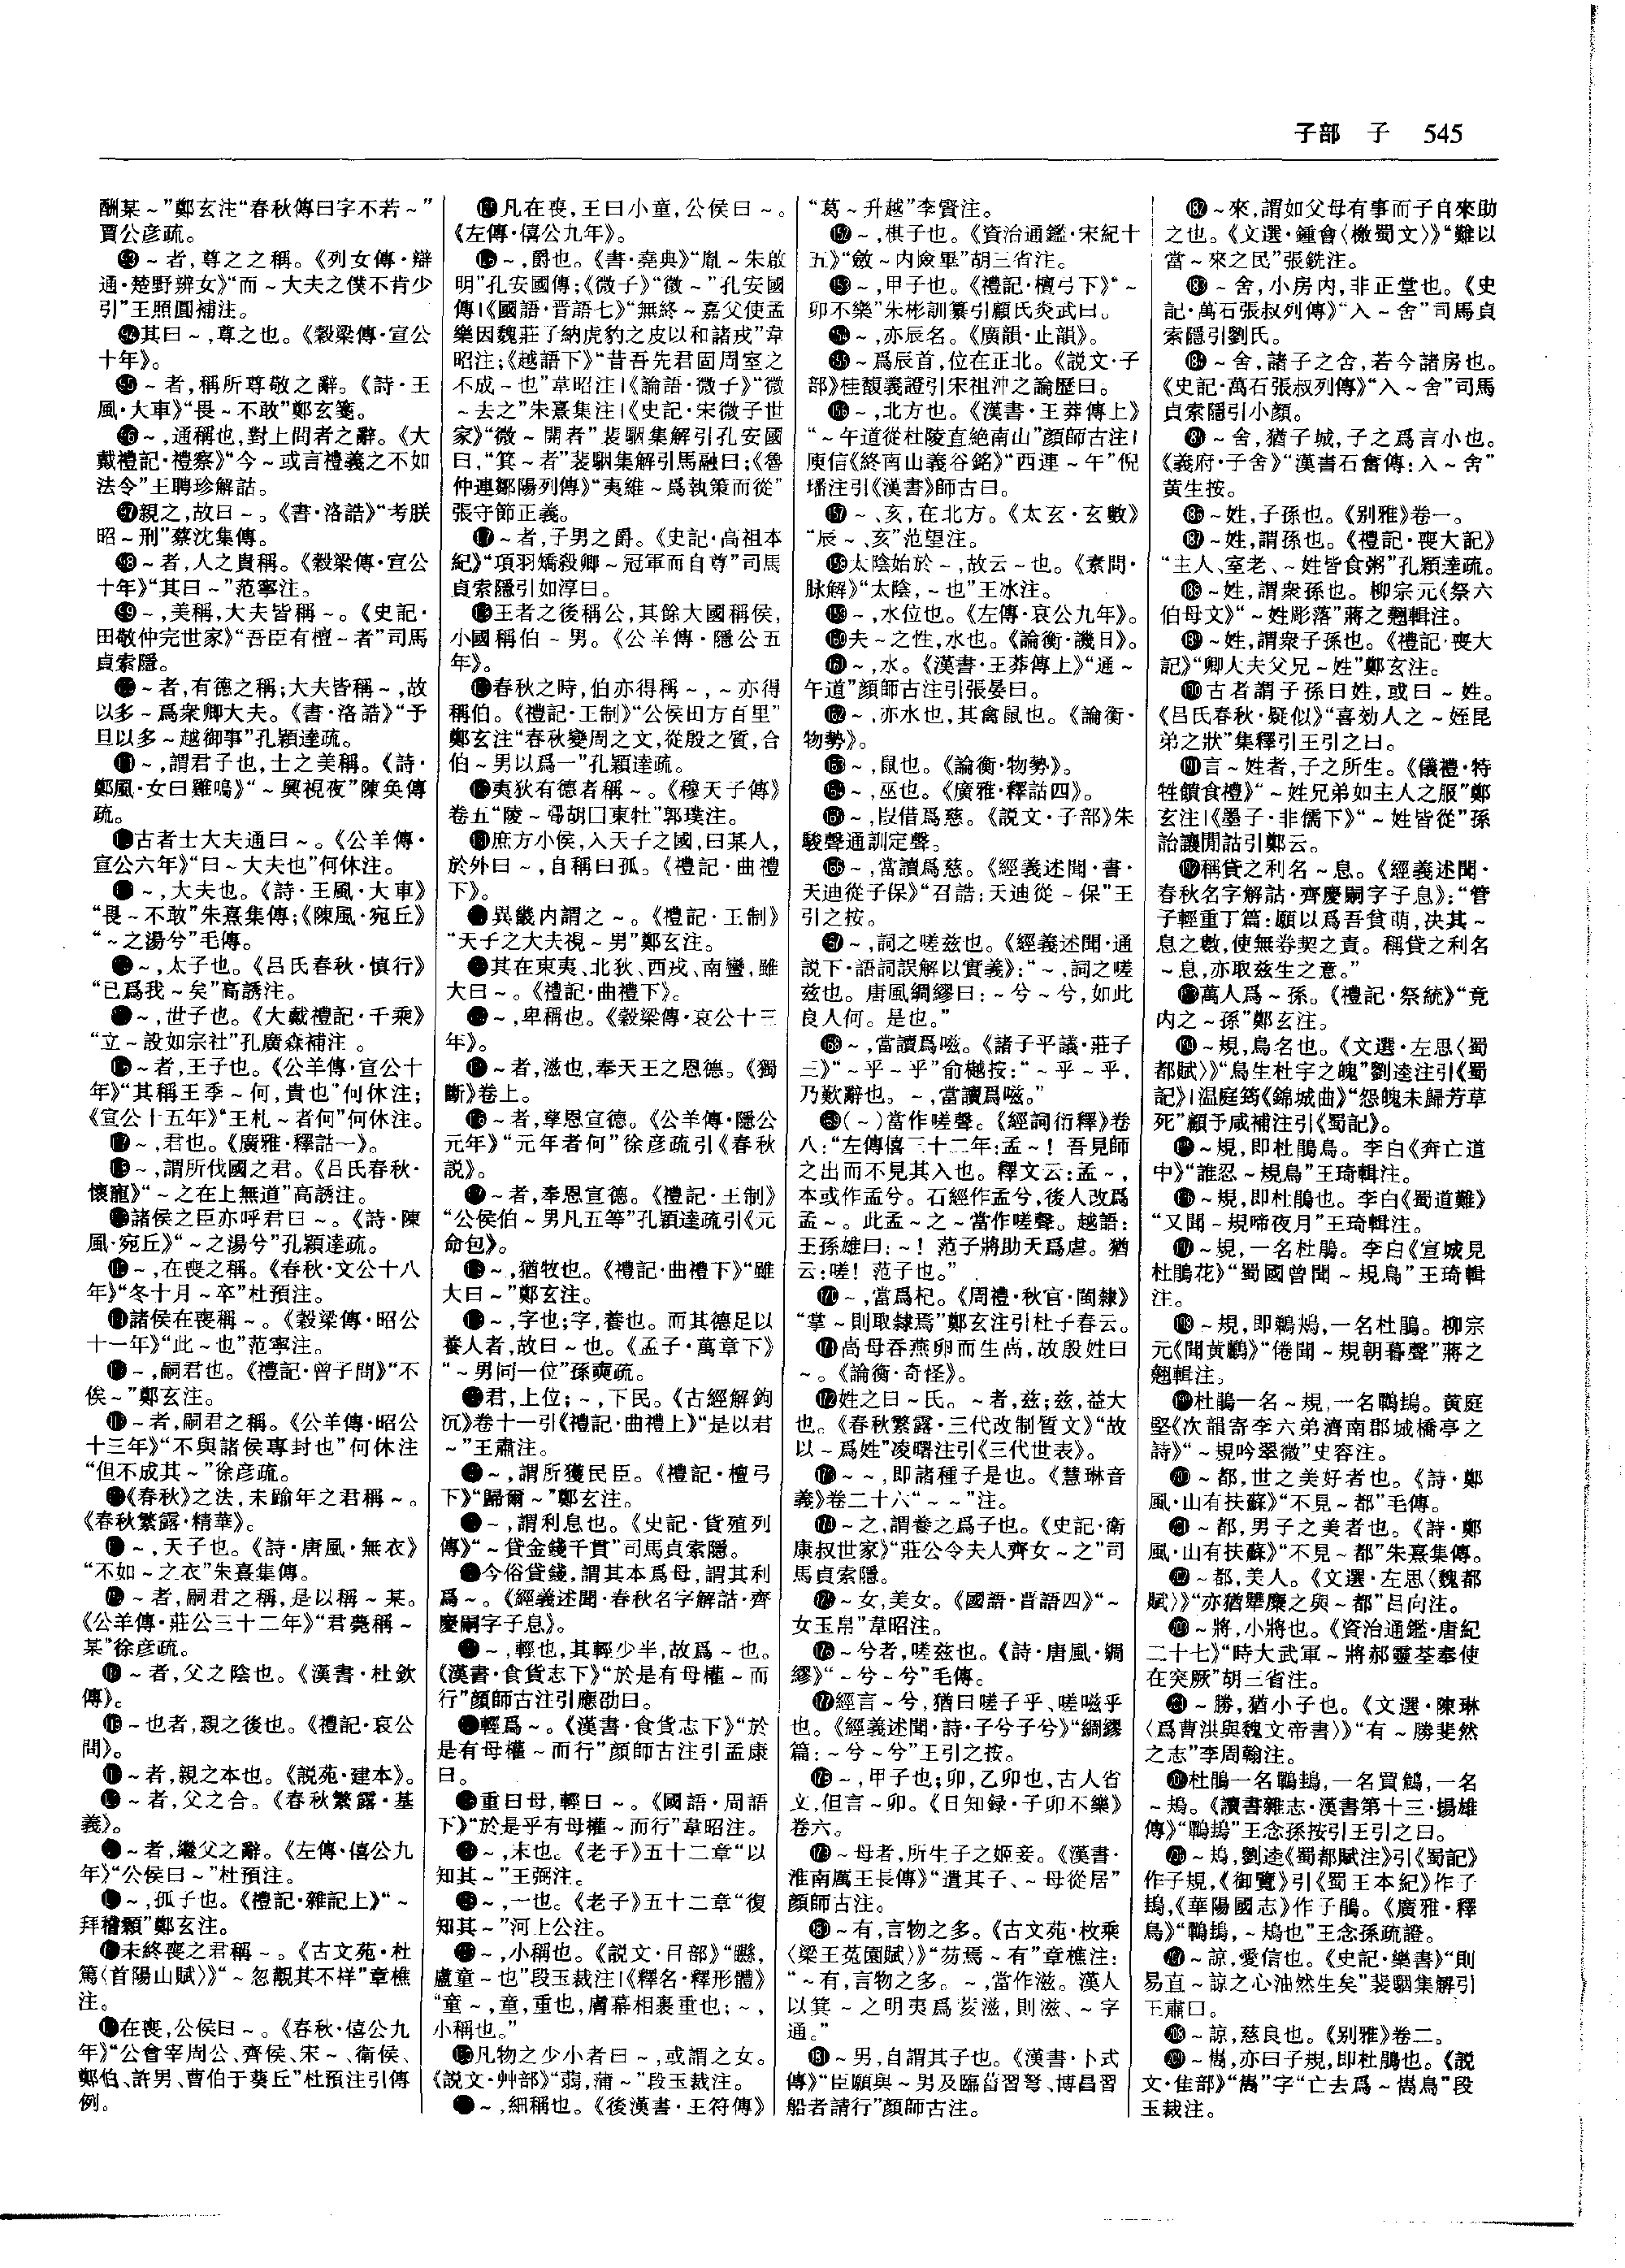 子部　子　545
酬某～”鄭玄注“春秋傳曰字不若～”
賈公彦疏。
93～者,尊之之稱。《列女傳·辯
通·楚野辨女》“而～大夫之僕不肯少
引”王照圓補注。
94其曰～,尊之也。《穀梁傳·宣公
十年》。
95～者,稱所尊敬之辭。《詩·王
風·大車》“畏～不敢”鄭玄箋。
96～,通稱也,對上問者之辭。《大
戴禮記·禮察》“今～或言禮義之不如
法令”王聘珍解詁。
97親之,故曰～。《書·洛誥》“考朕
昭～刑”蔡沈集傳。
98～者,人之貴稱。《穀梁傳·宣公
十年》“其曰～”范寧注。
99～,美稱,大夫皆稱～。《史記·
田敬仲完世家》“吾臣有檀～者”司馬
貞索隱。
～者,有德之稱;大夫皆稱～,故
以多～爲衆卿大夫。《書·洛誥》“予
旦以多～越御事”孔穎達疏。
～,謂君子也,士之美稱。《詩·
鄭風·女曰雞鳴》“～興視夜”陳奂傳
疏。
古者士大夫通曰～。《公羊傳·
宣公六年》“曰～大夫也”何休注。
～,大夫也。《詩·王風·大車》
“畏～不敢”朱熹集傳;《陳風·宛丘》
“～之湯兮”毛傳。
～,太子也。《吕氏春秋·慎行》
“已爲我～矣”高誘注。
～,世子也。《大戴禮記·千乘》
“立～設如宗社”孔廣森補注。
～者,王子也。《公羊傳·宣公十
年》“其稱王季～何,貴也”何休注;
《宣公十五年》“王札～者何”何休注。
～,君也。《廣雅·釋詁一》。
～,謂所伐國之君。《吕氏春秋·
懷寵》“～之在上無道”高誘注。
諸侯之臣亦呼君曰～。《詩·陳
風·宛丘》“～之湯兮”孔穎達疏。
～,在喪之稱。《春秋·文公十八
年》“冬十月～卒”杜預注。
諸侯在喪稱～。《穀梁傳·昭公
十一年》“此～也”范寧注。
～,嗣君也。《禮記·曾子問》“不
俟～”鄭玄注。
～者,嗣君之稱。《公羊傳·昭公
十三年》“不與諸侯專封也”何休注
“但不成其～”徐彦疏。
《春秋》之法,未踰年之君稱～。
《春秋繁露·精華》。
～,天子也。《詩·唐風·無衣》
“不如～之衣”朱熹集傳。
～者,嗣君之稱,是以稱～某。
《公羊傳·莊公三十二年》“君薨稱～
某”徐彦疏。
～者,父之陰也。《漢書·杜欽
傳》。
～也者,親之後也。《禮記·哀公
問》。
～者,親之本也。《説苑·建本》。
～者,父之合。《春秋繁露·基
義》。
～者,繼父之辭。《左傳·僖公九
年》“公侯曰～”杜預注。
～,孤子也。《禮記·雜記上》“～
拜稽顙”鄭玄注。
未終喪之君稱～。《古文苑·杜
篤〈首陽山賦〉》“～忽覯其不祥”章樵
注。
在喪,公侯曰～。《春秋·僖公九
年》“公會宰周公、齊侯、宋～、衛侯、
鄭伯、許男、曹伯于葵丘”杜預注引傳
例。
凡在喪,王曰小童,公侯曰～。
《左傳·僖公九年》。
～,爵也。《書·堯典》“胤～朱啟
明”孔安國傳;《微子》“微～”孔安國
傳|《國語·晋語七》“無終～嘉父使孟
樂因魏莊子納虎豹之皮以和諸戎”韋
昭注;《越語下》“昔吾先君固周室之
不成～也”韋昭注|《論語·微子》“微
～去之”朱熹集注|《史記·宋微子世
家》“微～開者”裴駰集解引孔安國
曰,“箕～者”裴駰集解引馬融曰;《魯
仲連鄒陽列傳》“夷維～爲執策而從”
張守節正義。
～者,子男之爵。《史記·高祖本
紀》“項羽矯殺卿～冠軍而自尊”司馬
貞索隱引如淳曰。
王者之後稱公,其餘大國稱侯,
小國稱伯～男。《公羊傳·隱公五
年》。
春秋之時,伯亦得稱～,～亦得
稱伯。《禮記·王制》“公侯田方百里”
鄭玄注“春秋變周之文,從殷之質,合
伯～男以爲一”孔穎達疏。
夷狄有德者稱～。《穆天子傳》
卷五“陵～胡囗東牡”郭璞注。
庶方小侯,入天子之國,曰某人,
於外曰～,自稱曰孤。《禮記·曲禮
下》。
異畿内謂之～。《禮記·王制》
“天子之大夫視～男”鄭玄注。
其在東夷、北狄、西戎、南蠻,雖
大曰～。《禮記·曲禮下》。
～,卑稱也。《穀梁傳·哀公十三
年》。
～者,滋也,奉天王之恩德。《獨
斷》卷上。
～者,孳恩宣德。《公羊傳·隱公
元年》“元年者何”徐彦疏引《春秋
説》。
～者,奉恩宣德。《禮記·王制》
“公侯伯～男凡五等”孔穎達疏引《元
命包》。
～,猶牧也。《禮記·曲禮下》“雖
大曰～”鄭玄注。
～,字也;字,養也。而其德足以
養人者,故曰～也。《孟子·萬章下》
“～男同一位”孫奭疏。
君,上位;～,下民。《古經解鉤
沉》卷十一引《禮記·曲禮上》“是以君
～”王肅注。
～,謂所獲民臣。《禮記·檀弓
下》“歸爾～”鄭玄注。
～,謂利息也。《史記·貨殖列
傳》“～貸金錢千貫”司馬貞索隱。
今俗貸錢,謂其本爲母,謂其利
爲～。《經義述聞·春秋名字解詁·齊
慶嗣字子息》。
～,輕也,其輕少半,故爲～也。
《漢書·食貨志下》“於是有母權～而
行”顔師古注引應劭曰。
輕爲～。《漢書·食貨志下》“於
是有母權～而行”顔師古注引孟康
曰。
重曰母,輕曰～。《國語·周語
下》“於是乎有母權～而行”韋昭注。
～,末也。《老子》五十二章“以
知其～”王弼注。
～,一也。《老子》五十二章“復
知其～”河上公注。
～,小稱也。《説文·目部》“矑,
盧童～也”段玉裁注|《釋名·釋形體》
“童～,童,重也,膚幕相裹重也;～,
小稱也。”
凡物之少小者曰～,或謂之女。
《説文·艸部》“蒻,蒲～”段玉裁注。
～,細稱也。《後漢書·王符傳》
“葛～升越”李賢注。
152～,棋子也。《資治通鑑·宋紀十
五》“斂～内奩畢”胡三省注。
153～,甲子也。《禮記·檀弓下》“～
卯不樂”朱彬訓纂引顧氏炎武曰。
154～,亦辰名。《廣韻·止韻》。
155～爲辰首,位在正北。《説文·子
部》桂馥義證引宋祖沖之論歷曰。
156～,北方也。《漢書·王莽傳上》
“～午道從杜陵直絶南山”顔師古注|
庾信《終南山義谷銘》“西連～午”倪
璠注引《漢書》師古曰。
157～、亥,在北方。《太玄·玄數》
“辰～、亥”范望注。
158太陰始於～,故云～也。《素問·
脉解》“太陰,～也”王冰注。
159～,水位也。《左傳·哀公九年》。
160夫～之性,水也。《論衡·譏日》。
161～,水。《漢書·王莽傳上》“通～
午道”顔師古注引張晏曰。
162～,亦水也,其禽鼠也。《論衡·
物勢》。
163～,鼠也。《論衡·物勢》。
164～,巫也。《廣雅·釋詁四》。
165～,叚借爲慈。《説文·子部》朱
駿聲通訓定聲。
166～,當讀爲慈。《經義述聞·書·
天迪從子保》“召誥:天迪從～保”王
引之按。
167～,詞之嗟兹也。《經義述聞·通
説下·語詞誤解以實義》:“～,詞之嗟
兹也。唐風綢繆曰:～兮～兮,如此
良人何。是也。”
168～,當讀爲嗞。《諸子平議·莊子
三》“～乎～乎”俞樾按:“～乎～乎,
乃歎辭也。～,當讀爲嗞。”
169(～)當作嗟聲。《經詞衍釋》卷
八:“左傳僖三十二年:孟～!吾見師
之出而不見其入也。釋文云:孟～,
本或作孟兮。石經作孟兮,後人改爲
孟～。此孟～之～當作嗟聲。越語:
王孫雄曰:～!范子將助天爲虐。猶
云:嗟!范子也。”
170～,當爲杞。《周禮·秋官·閩隸》
“掌～則取隸焉”鄭玄注引杜子春云。
171卨母吞燕卵而生卨,故殷姓曰
～。《論衡·奇怪》。
172姓之曰～氏。～者,兹;兹,益大
也。《春秋繁露·三代改制質文》“故
以～爲姓”凌曙注引《三代世表》。
173～～,即諸種子是也。《慧琳音
義》卷二十六“～～”注。
174～之,謂養之爲子也。《史記·衛
康叔世家》“莊公令夫人齊女～之”司
馬貞索隱。
175～女,美女。《國語·晋語四》“～
女玉帛”韋昭注。
176～兮者,嗟兹也。《詩·唐風·綢
繆》“～兮～兮”毛傳。
177經言～兮,猶曰嗟子乎、嗟嗞乎
也。《經義述聞·詩·子兮子兮》“綢繆
篇:～兮～兮”王引之按。
178～,甲子也;卯,乙卯也,古人省
文,但言～卯。《日知録·子卯不樂》
卷六。
179～母者,所生子之姬妾。《漢書·
淮南厲王長傳》“遣其子、～母從居”
顔師古注。
180～有,言物之多。《古文苑·枚乘
〈梁王菟園賦〉》“芴焉～有”章樵注:
“～有,言物之多。～,當作滋。漢人
以箕～之明夷爲荄滋,則滋、～字
通。”
181～男,自謂其子也。《漢書·卜式
傳》“臣願與～男及臨菑習弩、博昌習
船者請行”顔師古注。
182～來,謂如父母有事而子自來助
之也。《文選·鍾會〈檄蜀文〉》“難以
當～來之民”張銑注。
183～舍,小房内,非正堂也。《史
記·萬石張叔列傳》“入～舍”司馬貞
索隱引劉氏。
184～舍,諸子之舍,若今諸房也。
《史記·萬石張叔列傳》“入～舍”司馬
貞索隱引小顔。
185～舍,猶子城,子之爲言小也。
《義府·子舍》“漢書石奮傳:入～舍”
黄生按。
186～姓,子孫也。《别雅》卷一。
187～姓,謂孫也。《禮記·喪大記》
“主人、室老、～姓皆食粥”孔穎達疏。
188～姓,謂衆孫也。柳宗元《祭六
伯母文》“～姓彫落”蔣之翹輯注。
189～姓,謂衆子孫也。《禮記·喪大
記》“卿大夫父兄～姓”鄭玄注。
190古者謂子孫曰姓,或曰～姓。
《吕氏春秋·疑似》“喜効人之～姪昆
弟之狀”集釋引王引之曰。
191言～姓者,子之所生。《儀禮·特
牲饋食禮》“～姓兄弟如主人之服”鄭
玄注|《墨子·非儒下》“～姓皆從”孫
詒讓閒詁引鄭云。
192稱貸之利名～息。《經義述聞·
春秋名字解詁·齊慶嗣字子息》:“管
子輕重丁篇:願以爲吾貧萌,決其～
息之數,使無券契之責。稱貸之利名
～息,亦取兹生之意。”
193萬人爲～孫。《禮記·祭統》“竟
内之～孫”鄭玄注。
194～規,鳥名也。《文選·左思〈蜀
都賦〉》“鳥生杜宇之魄”劉逵注引《蜀
記》|温庭筠《錦城曲》“怨魄未歸芳草
死”顧予咸補注引《蜀記》。
195～規,即杜鵑鳥。李白《奔亡道
中》“誰忍～規鳥”王琦輯注。
196～規,即杜鵑也。李白《蜀道難》
“又聞～規啼夜月”王琦輯注。
197～規,一名杜鵑。李白《宣城見
杜鵑花》“蜀國曾聞～規鳥”王琦輯
注。
198～規,即鶗鴂,一名杜鵑。柳宗
元《聞黄鸝》“倦聞～規朝暮聲”蔣之
翹輯注。
199杜鵑一名～規,一名鷤䳏。黄庭
堅《次韻寄李六弟濟南郡城橋亭之
詩》“～規吟翠微”史容注。
200～都,世之美好者也。《詩·鄭
風·山有扶蘇》“不見～都”毛傳。
201～都,男子之美者也。《詩·鄭
風·山有扶蘇》“不見～都”朱熹集傳。
202～都,美人。《文選·左思〈魏都
賦〉》“亦猶犨麋之與～都”吕向注。
203～將,小將也。《資治通鑑·唐紀
二十七》“時大武軍～將郝靈荃奉使
在突厥”胡三省注。
204～勝,猶小子也。《文選·陳琳
〈爲曹洪與魏文帝書〉》“有～勝斐然
之志”李周翰注。
205杜鵑一名鷤䳏,一名買䤥,一名
～䳏。《讀書雜志·漢書第十三·揚雄
傳》“鷤䳏”王念孫按引王引之曰。
206～䳏,劉逵《蜀都賦注》引《蜀記》
作子規,《御覽》引《蜀王本紀》作子
䳏,《華陽國志》作子鵑。《廣雅·釋
鳥》“鷤䳏,～䳏也”王念孫疏證。
207～諒,愛信也。《史記·樂書》“則
易直～諒之心油然生矣”裴駰集解引
王肅曰。
208～諒,慈良也。《别雅》卷二。
209～巂,亦曰子規,即杜鵑也。《説
文·隹部》“巂”字“亡去爲～巂鳥”段
玉裁注。